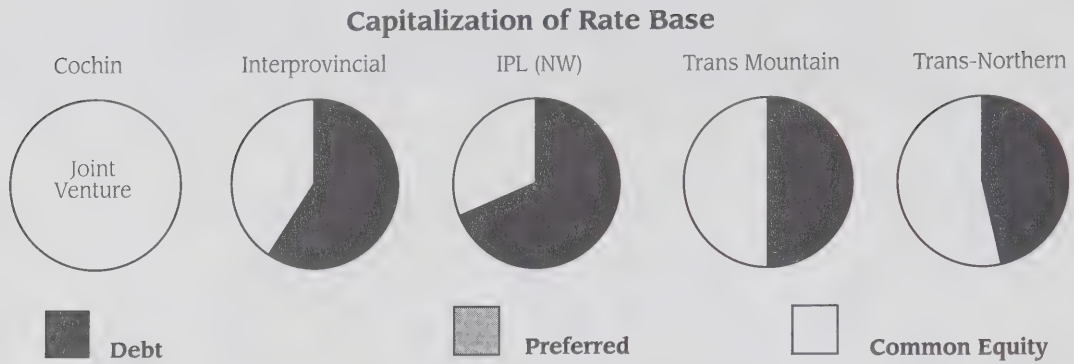 Capitalization of Rate Base
Cochin Interprovincial IPL (NW) Trans Mountain Trans-Northern
Joint
Venture
Debt Preferred Common Equity